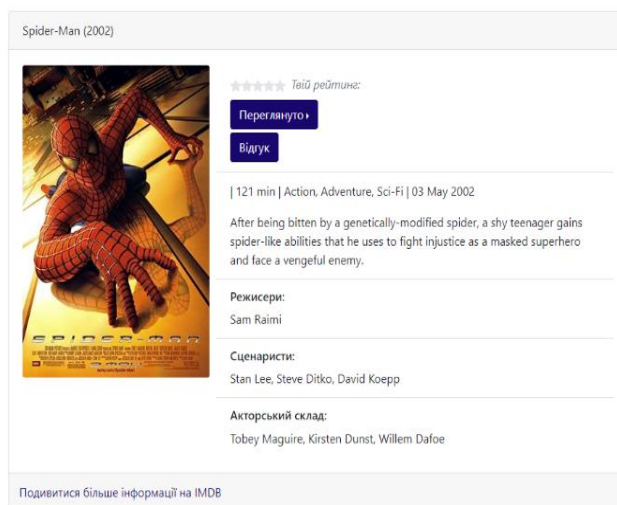 Spider-Man (2002)
Твій рейтинг:
Переглянуто
Відгук
| 121 min | Action, Adventure, Sci-Fi | 03 May 2002
After being bitten by a genetically-modified spider, a shy teenager gains
spider-like abilities that he uses to fight injustice as a masked superhero
and face a vengeful enemy.
Режисери:
Sam Raimi
Сценаристи:
Stan Lee, Steve Ditko, David Koepp
Акторський склад:
Tobey Maguire, Kirsten Dunst, Willem Dafoe
SPIDER-MAN
Подивитися більше інформації на IMDB